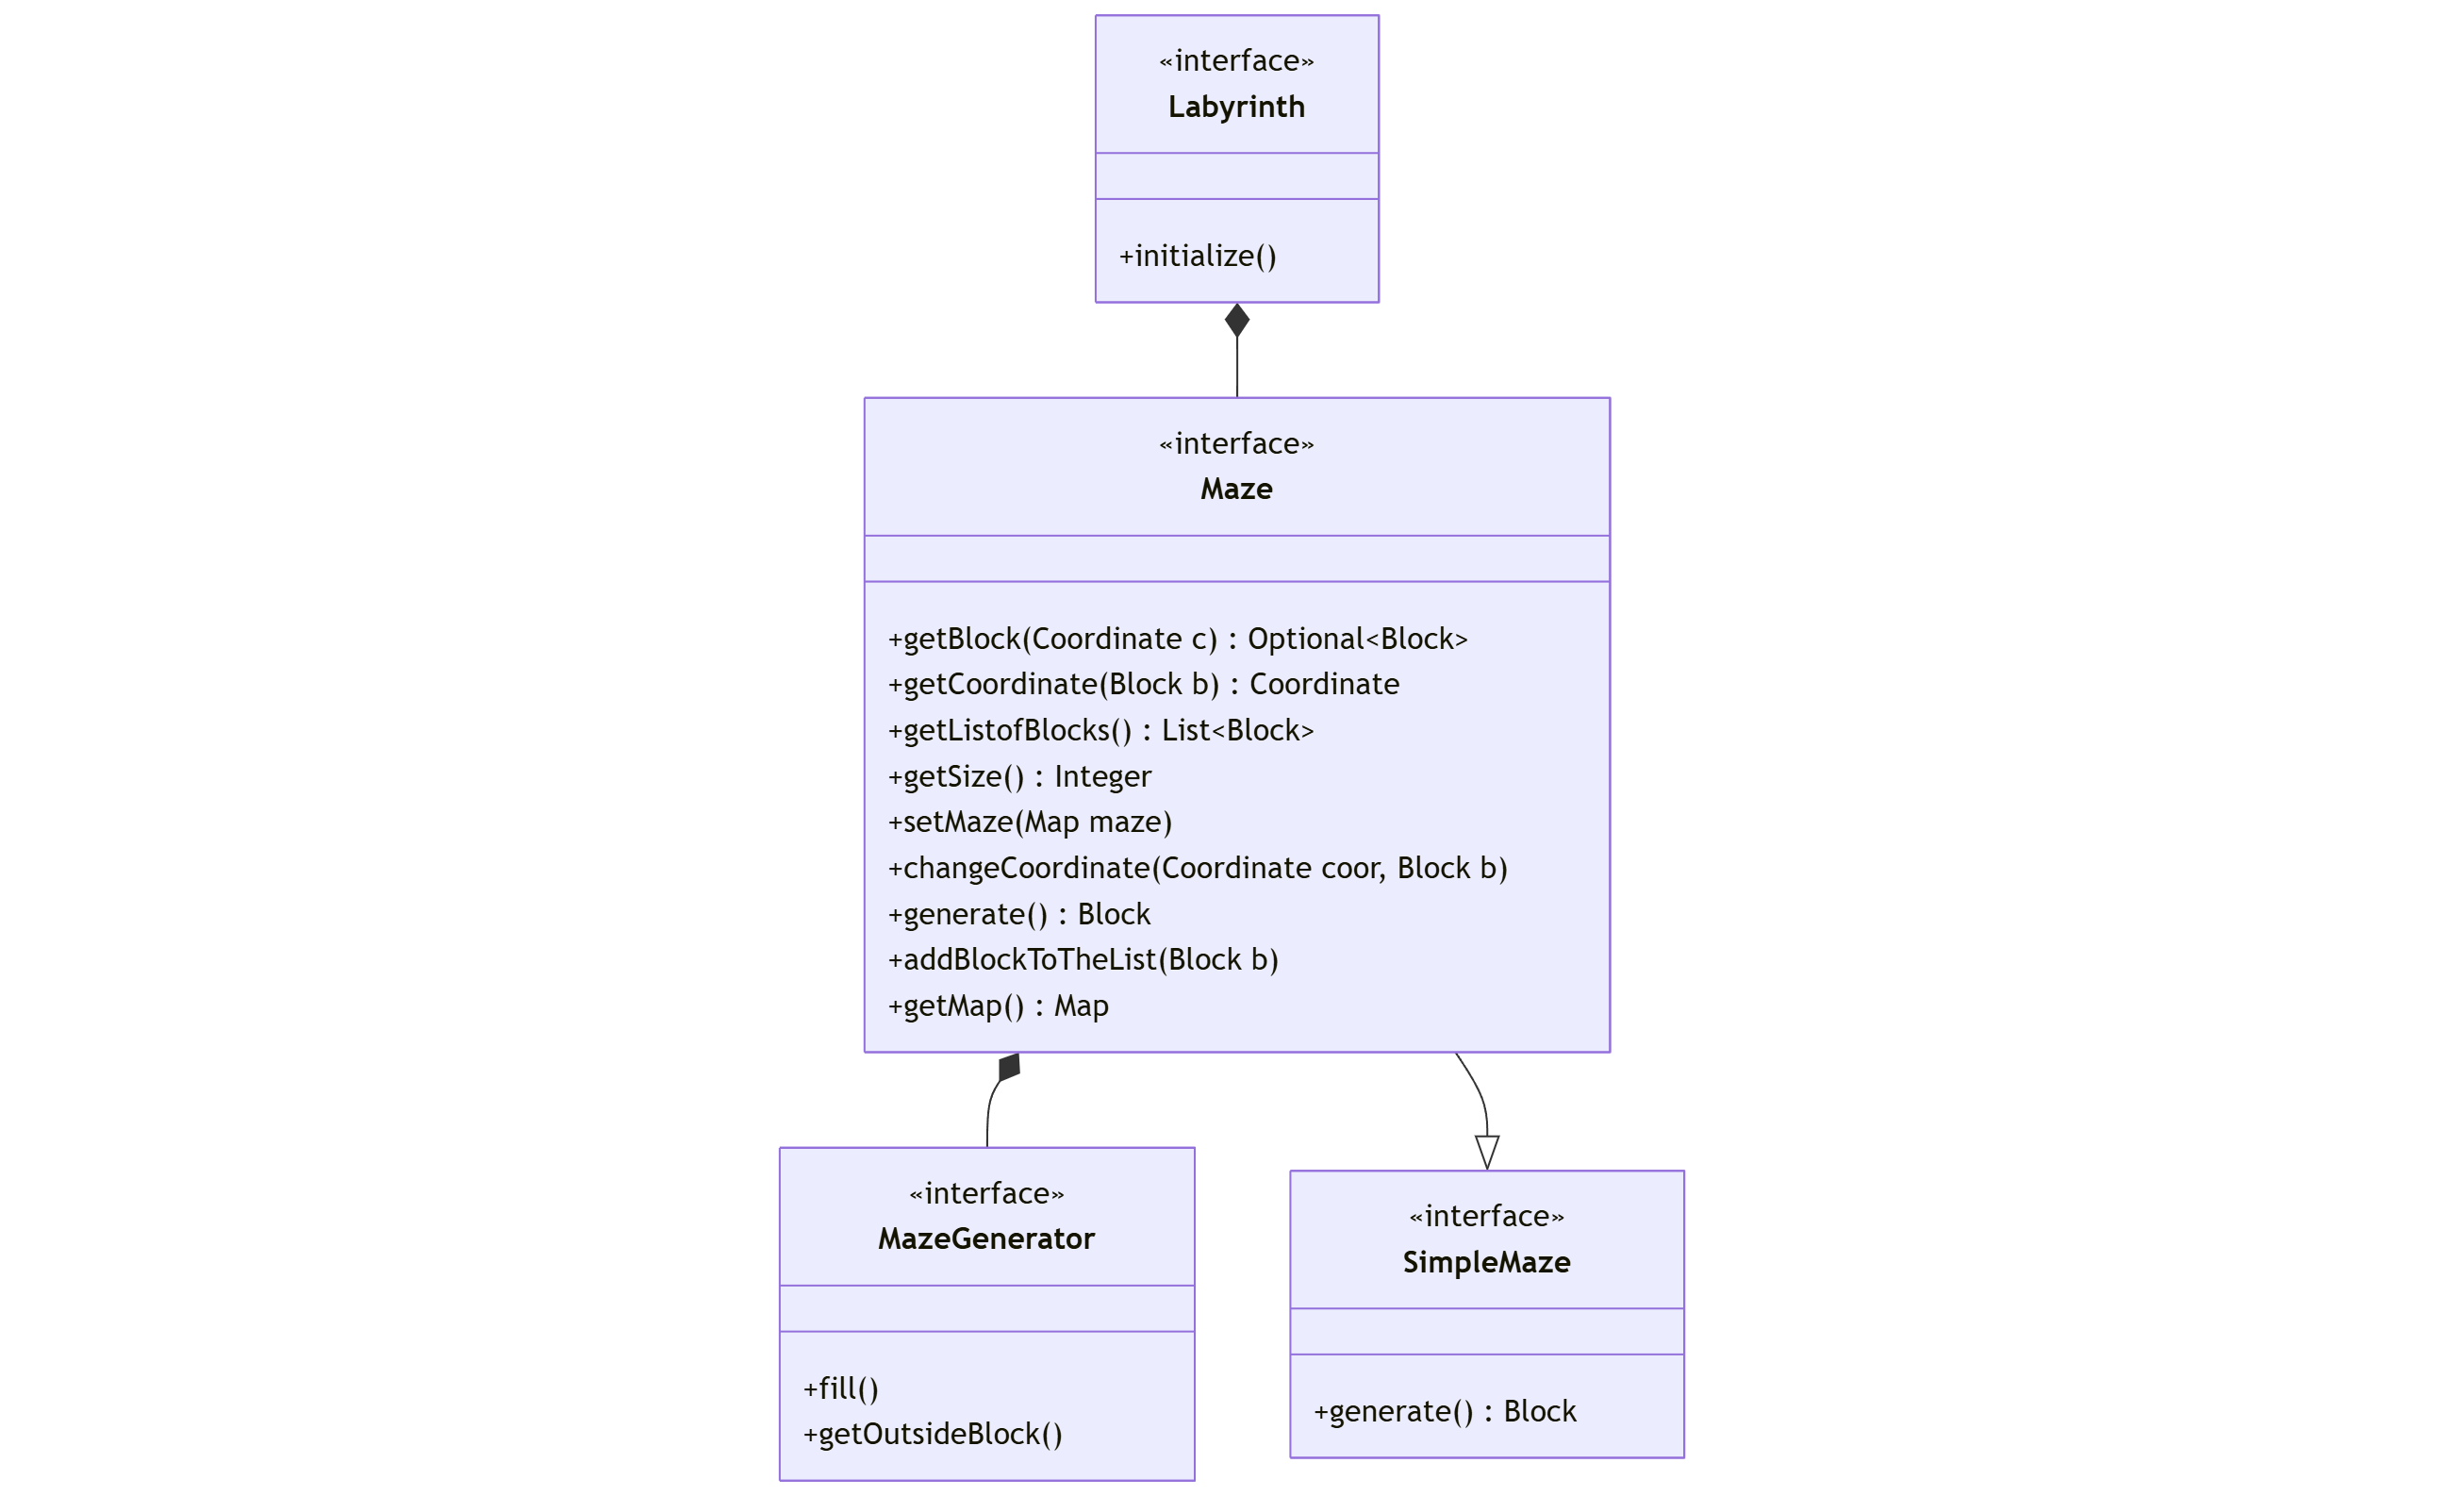 «interface»
Labyrinth
+initialize()
«interface»
Maze
+getBlock(Coordinate c) : Optional<Block>
+getCoordinate(Block b) : Coordinate
+getListofBlocks() : List<Block>
+getSize() : Integer
+setMaze(Map maze)
+changeCoordinate(Coordinate coor, Block b)
+generate() : Block
+addBlockToTheList(Block b)
+getMap() : Map
«interface»
MazeGenerator
+fill()
+getOutsideBlock()
«interface»
SimpleMaze
+generate() : Block